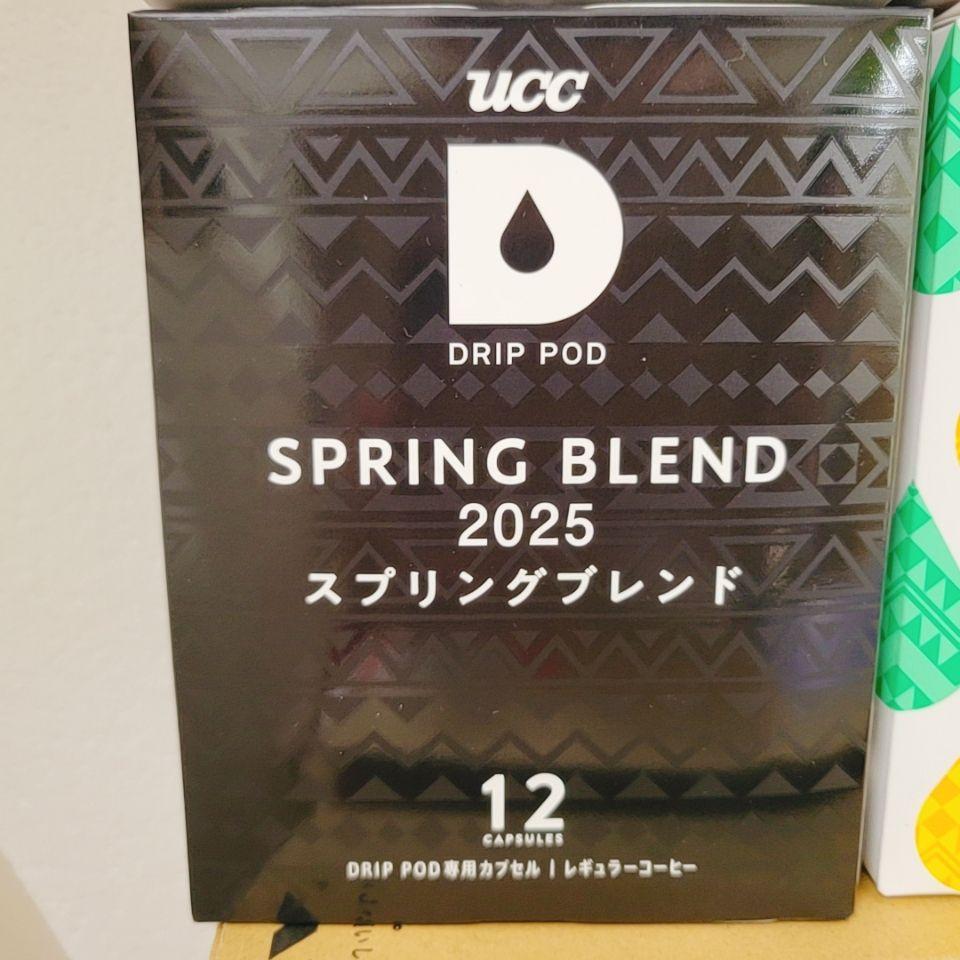 UCC
DRIP POD
SPRING BLEND
2025
スプリングブレンド
12
CAPSULES
DRIP POD専用カプセル | レギュラーコーヒー